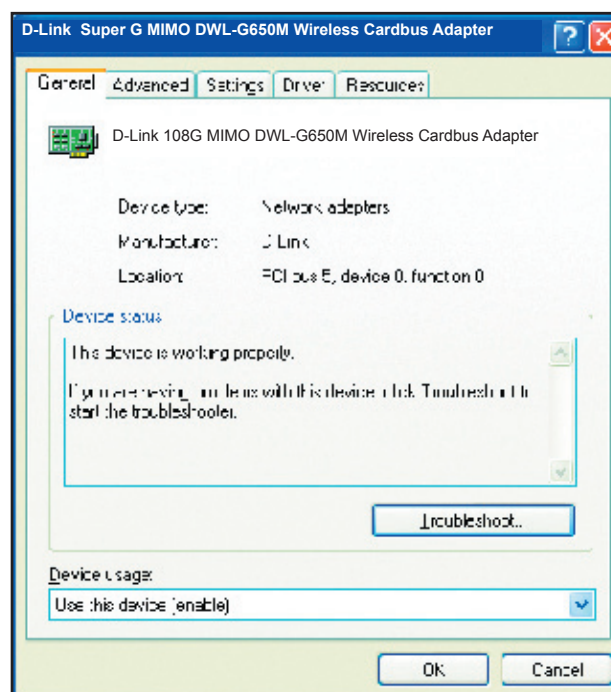 D-Link Super G MIMO DWL-G650M Wireless Cardbus Adapter
General Advanced Settings Driver Resources
D-Link 108G MIMO DWL-G650M Wireless Cardbus Adapter
Device type: Network adapters
Manufacturer: D-Link
Location: PCI bus 5, device 0, function 0
Device status
This device is working properly.
If you are having problems with this device, click Troubleshoot to
start the troubleshooter.
Troubleshoot...
Device usage:
Use this device (enable)
OK Cancel